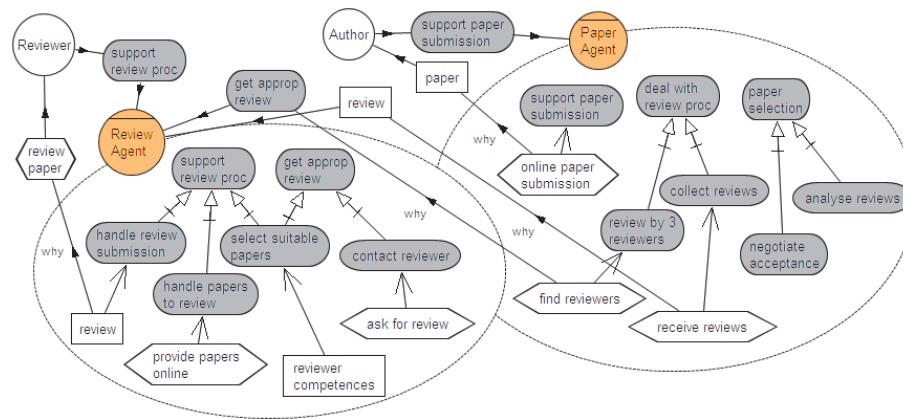 Reviewer
support
review proc
get approp
review
review
Author
support paper
submission
Paper
Agent
paper
support paper
submission
deal with
review proc
paper
selection
Review
Agent
review
paper
why
online paper
submission
support
review proc
get approp
review
collect reviews
analyse reviews
why
handle review
submission
select suitable
papers
contact reviewer
why
why
review by 3
reviewers
negotiate
acceptance
handle papers
to review
find reviewers
review
ask for review
receive reviews
provide papers
online
reviewer
competences